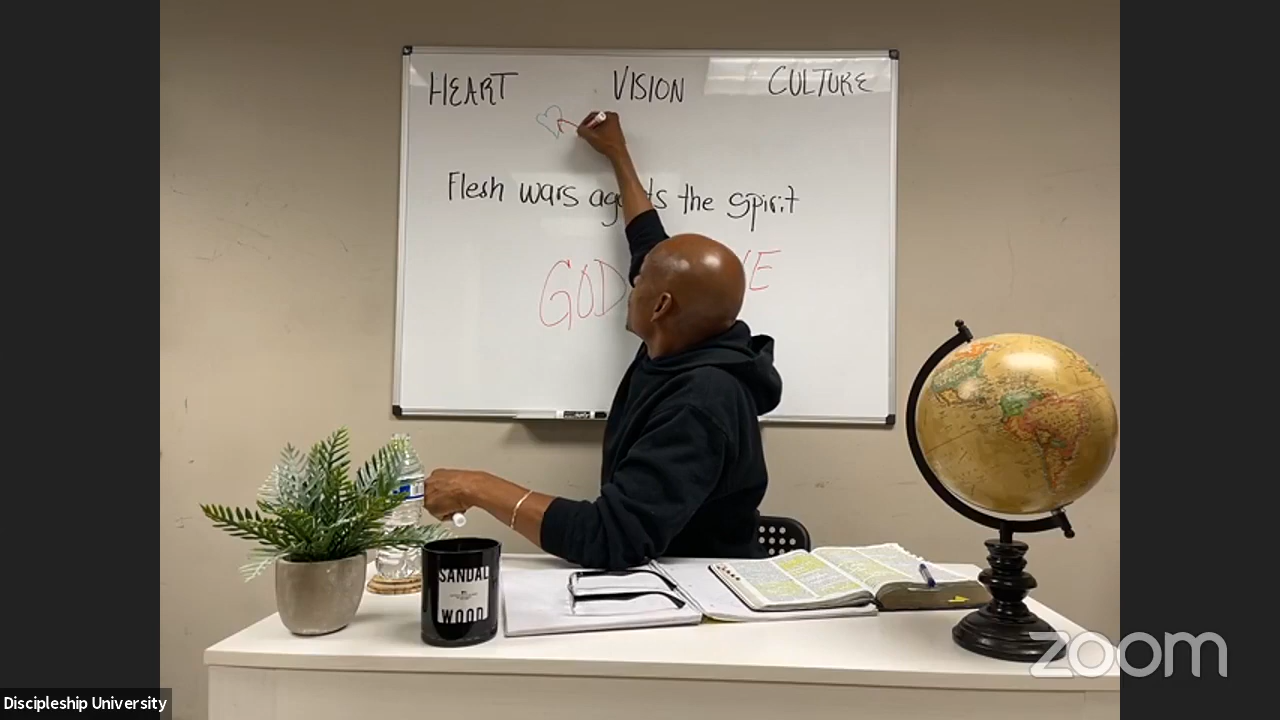 HEART VISION CULTURE
Flesh wars the Spirit
GOD
SANDAL
WOOD
zoom
Discipleship University